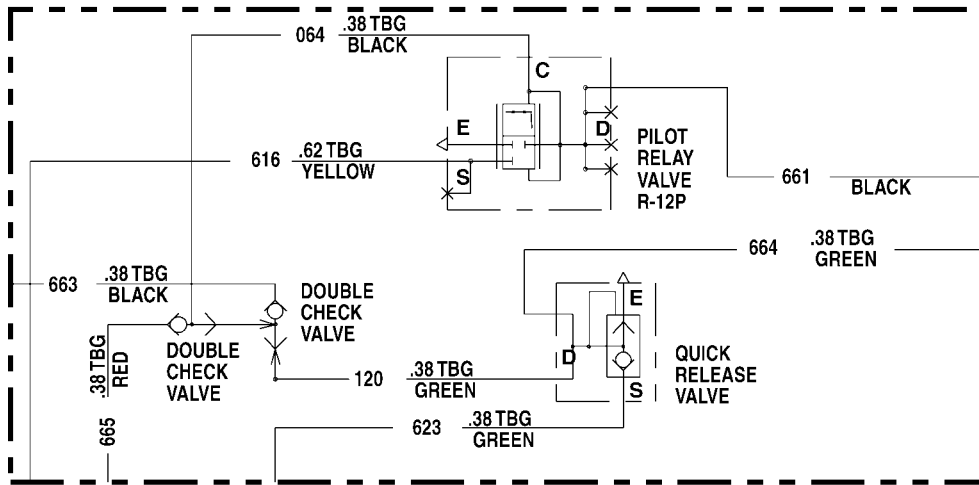 064 .38 TBG
BLACK
C
E
D
S
PILOT
RELAY
VALVE
R-12P
616 .62 TBG
YELLOW
661
BLACK
664 .38 TBG
GREEN
663 .38 TBG
BLACK
DOUBLE
CHECK
VALVE
DOUBLE
CHECK
VALVE
.38 TBG
RED
665
120 .38 TBG
GREEN
E
D
S
QUICK
RELEASE
VALVE
623 .38 TBG
GREEN